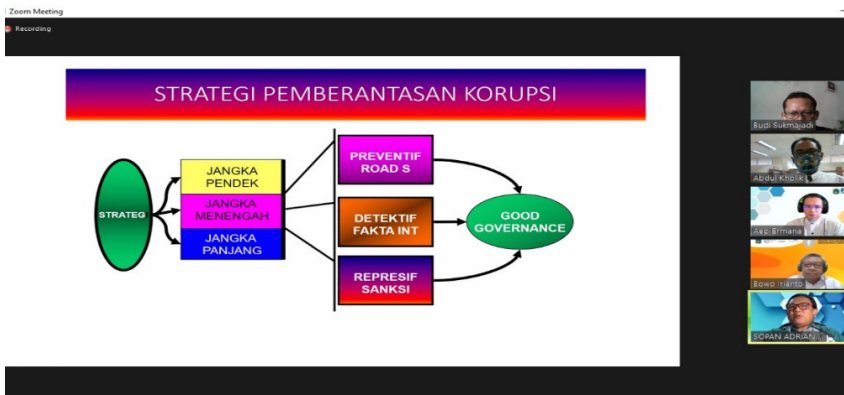 Zoom Meeting
Recording
STRATEGI PEMBERANTASAN KORUPSI
STRATEG
JANGKA
PENDEK
JANGKA
MENENGAH
JANGKA
PANJANG
PREVENTIF
ROAD S
DETEKTIF
FAKTA INT
REPRESIF
SANKSI
GOOD
GOVERNANCE
Budi Sukmajadi
Abdul Kholik
Aep Ermana
Bowo Irianto
SOPAN ADRIAN